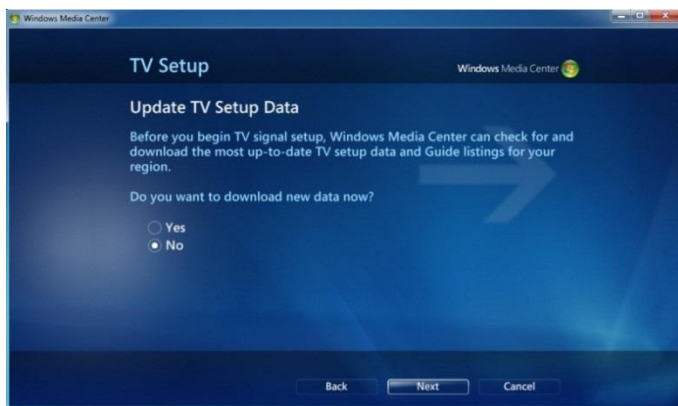 Windows Media Center
TV Setup
Windows Media Center
Update TV Setup Data
Before you begin TV signal setup, Windows Media Center can check for and
download the most up-to-date TV setup data and Guide listings for your
region.
Do you want to download new data now?
Yes
No
Back Next Cancel